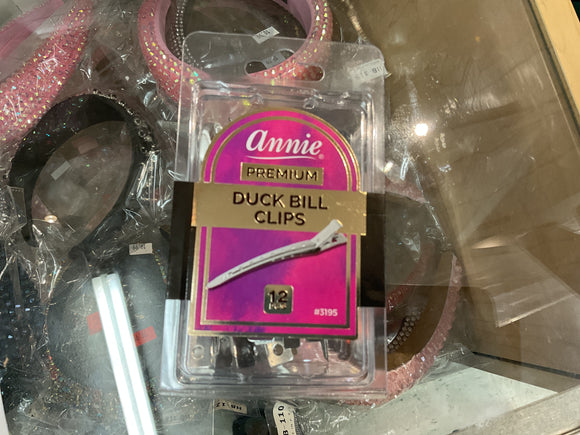 annie®
PREMIUM
DUCK BILL
CLIPS
12
#3195